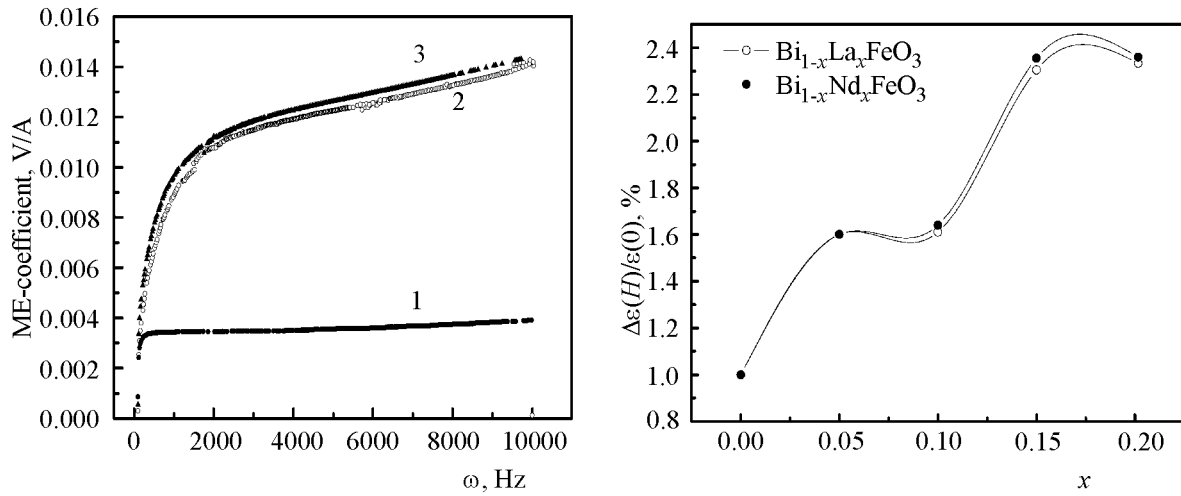 ME-coefficient, V/A
0.016
0.014
0.012
0.010
0.008
0.006
0.004
0.002
0.000
3
2
1
0 2000 4000 6000 8000 10000
ω, Hz
Δε(H)/ε(0), %
2.4
2.2
2.0
1.8
1.6
1.4
1.2
1.0
0.8
Bi1-xLaxFeO3
Bi1-xNdxFeO3
0.00 0.05 0.10 0.15 0.20
x